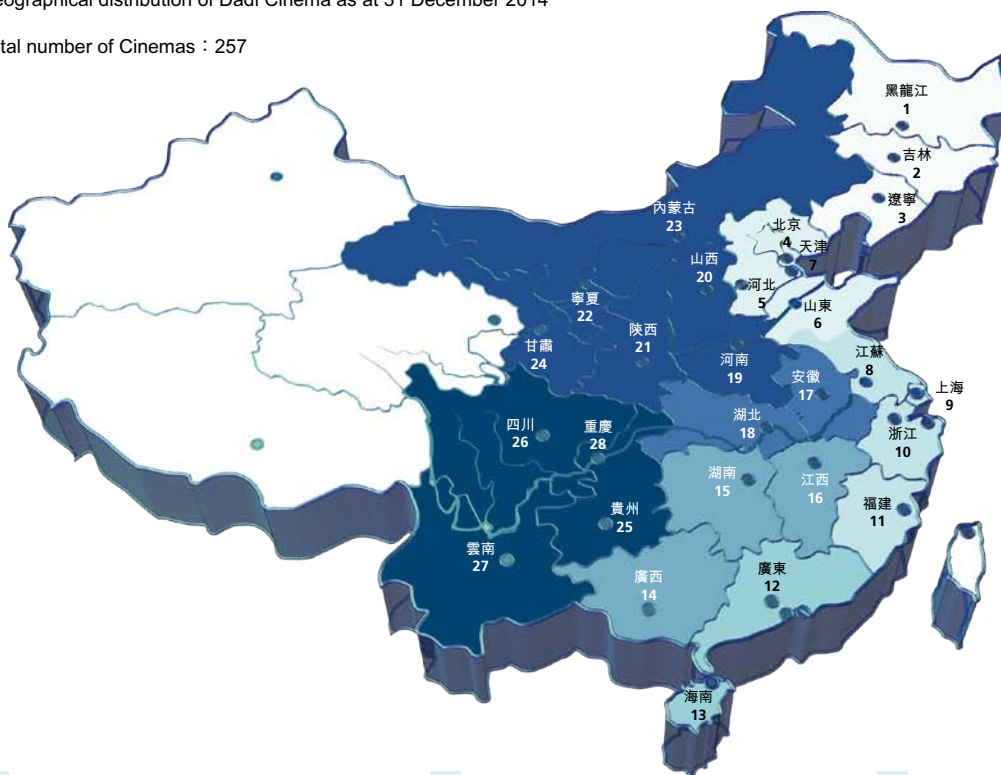 eographical distribution of Dadi Cinema as at 31 December 2014
tal number of Cinemas：257
黑龍江
1
吉林
2
遼寧
3
內蒙古
23
北京
4
天津
7
山西
20
河北
5
山東
6
寧夏
22
陝西
21
甘肅
24
河南
19
安徽
17
江蘇
8
上海
9
四川
26
重慶
28
湖北
18
浙江
10
湖南
15
江西
16
福建
11
貴州
25
雲南
27
廣西
14
廣東
12
海南
13